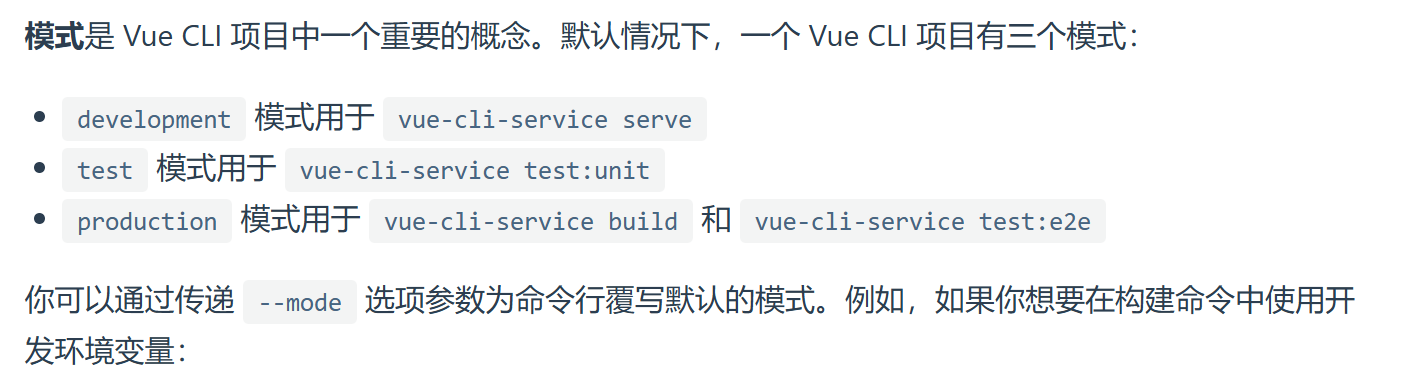 模式是 Vue CLI 项目中一个重要的概念。默认情况下，一个 Vue CLI 项目有三个模式：
• development 模式用于 vue-cli-service serve
• test 模式用于 vue-cli-service test:unit
• production 模式用于 vue-cli-service build 和 vue-cli-service test:e2e
你可以通过传递 --mode 选项参数为命令行覆写默认的模式。例如，如果你想要在构建命令中使用开
发环境变量：